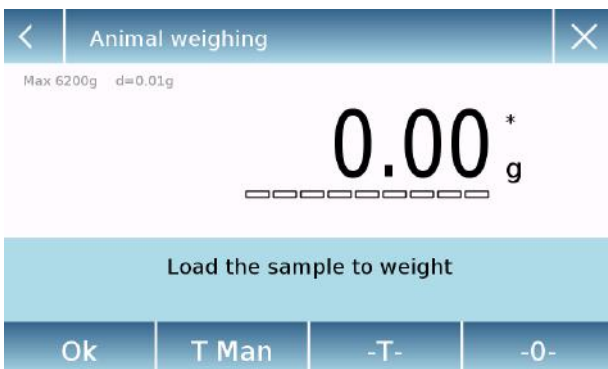 Animal weighing
Max 6200g d=0.01g
0.00 *
g
Load the sample to weight
Ok T Man -T- -0-